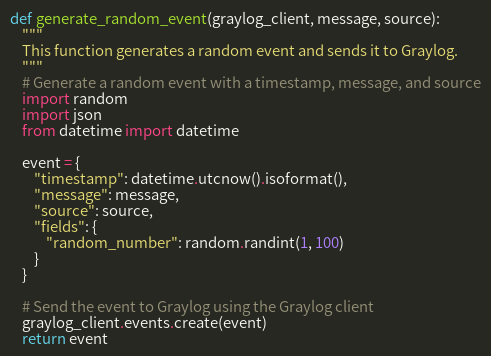 def generate_random_event(graylog_client, message, source):
    """
    This function generates a random event and sends it to Graylog.
    """
    # Generate a random event with a timestamp, message, and source
    import random
    import json
    from datetime import datetime

    event = {
        "timestamp": datetime.utcnow().isoformat(),
        "message": message,
        "source": source,
        "fields": {
            "random_number": random.randint(1, 100)
        }
    }

    # Send the event to Graylog using the Graylog client
    graylog_client.events.create(event)
    return event